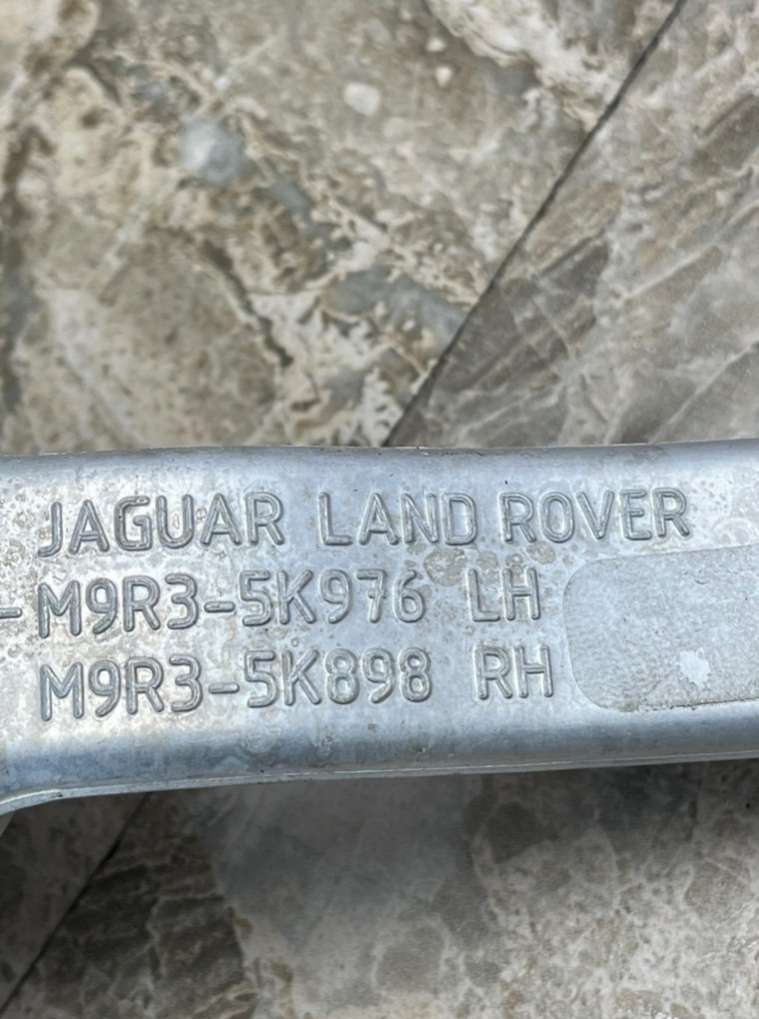 JAGUAR LAND ROVER
-M9R3-5K976 LH
M9R3-5K898 RH